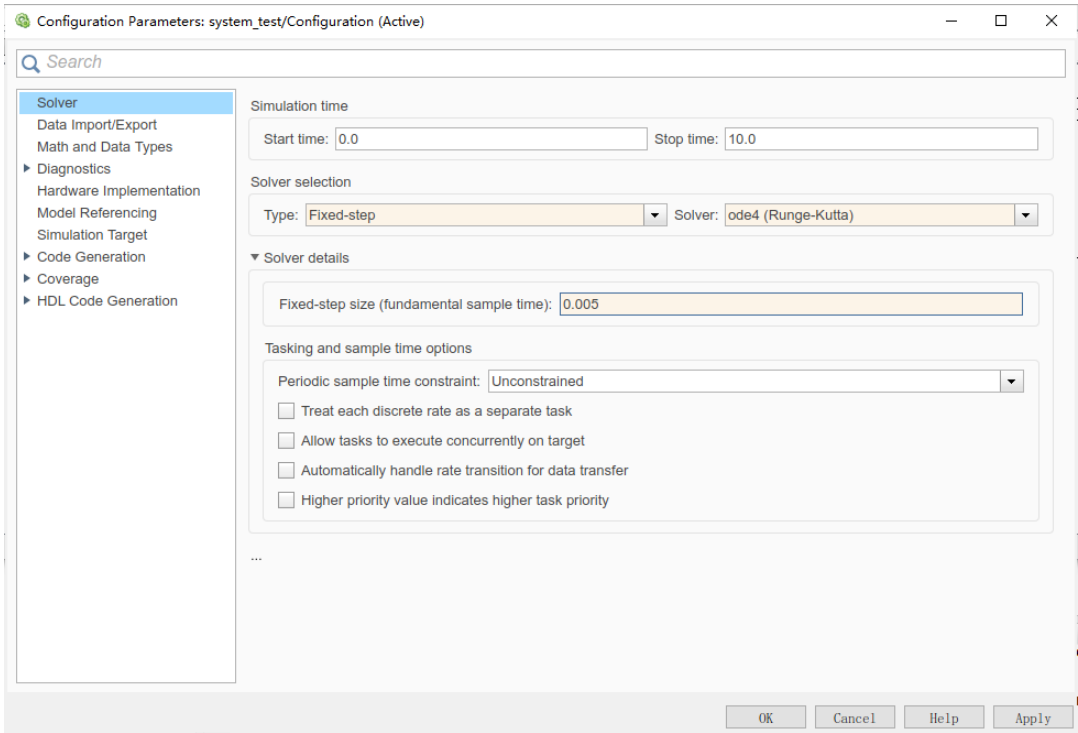 Configuration Parameters: system_test/Configuration (Active)
Search
Solver
Data Import/Export
Math and Data Types
Diagnostics
Hardware Implementation
Model Referencing
Simulation Target
Code Generation
Coverage
HDL Code Generation
Simulation time
Start time: 0.0 Stop time: 10.0
Solver selection
Type: Fixed-step Solver: ode4 (Runge-Kutta)
Solver details
Fixed-step size (fundamental sample time): 0.005
Tasking and sample time options
Periodic sample time constraint: Unconstrained
Treat each discrete rate as a separate task
Allow tasks to execute concurrently on target
Automatically handle rate transition for data transfer
Higher priority value indicates higher task priority
...
OK Cancel Help Apply